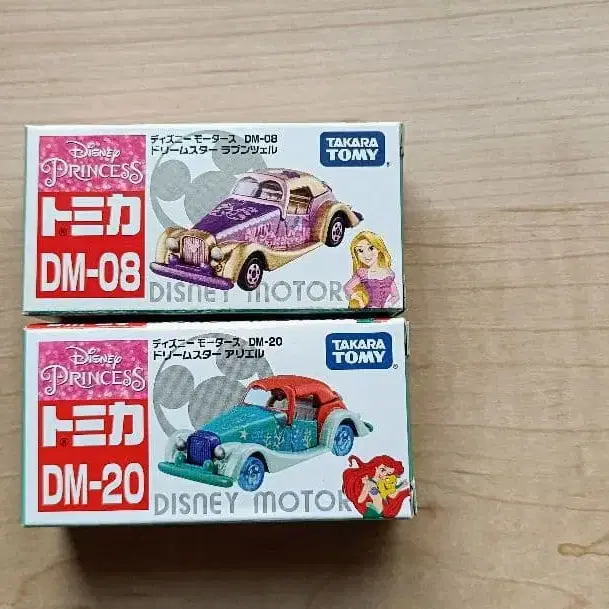 Disney
PRINCESS
トミカ
DM-08
ディズニー モータース DM-08
ドリームスター ラプンツェル
TAKARA
TOMY
DISNEY MOTOR
Disney
PRINCESS
トミカ
DM-20
ディズニー モータース DM-20
ドリームスター アリエル
TAKARA
TOMY
DISNEY MOTOR